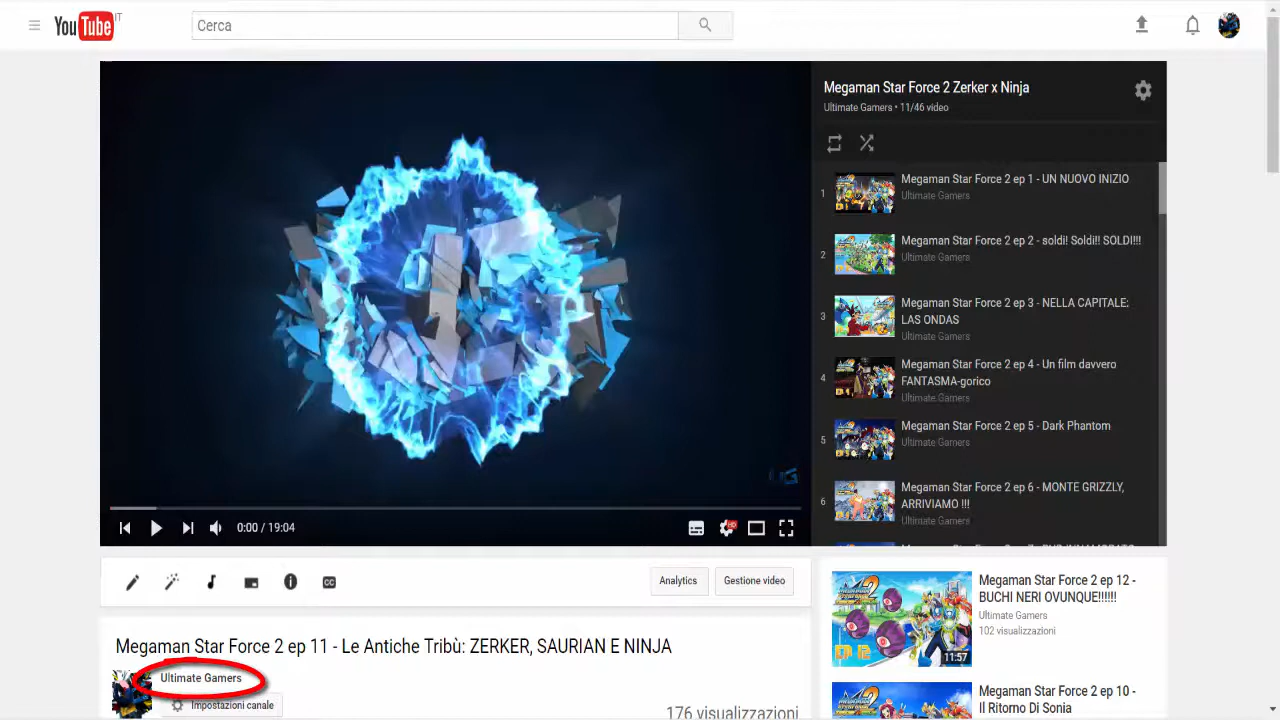 YouTube IT
Cerca
Megaman Star Force 2 Zerker x Ninja
Ultimate Gamers • 11/46 video
1
Megaman Star Force 2 ep 1 - UN NUOVO INIZIO
Ultimate Gamers
2
Megaman Star Force 2 ep 2 - soldi! Soldi!! SOLDI!!!
Ultimate Gamers
3
Megaman Star Force 2 ep 3 - NELLA CAPITALE:
LAS ONDAS
Ultimate Gamers
4
Megaman Star Force 2 ep 4 - Un film davvero
FANTASMA-gorico
Ultimate Gamers
5
Megaman Star Force 2 ep 5 - Dark Phantom
Ultimate Gamers
6
Megaman Star Force 2 ep 6 - MONTE GRIZZLY,
ARRIVIAMO !!!
Ultimate Gamers
0:00 / 19:04
HD
CC
Analytics
Gestione video
Megaman Star Force 2 ep 11 - Le Antiche Tribù: ZERKER, SAURIAN E NINJA
Ultimate Gamers
Impostazioni canale
176 visualizzazioni
Megaman Star Force 2 ep 12 -
BUCHI NERI OVUNQUE!!!!!!
Ultimate Gamers
102 visualizzazioni
11:57
Megaman Star Force 2 ep 10 -
Il Ritorno Di Sonia